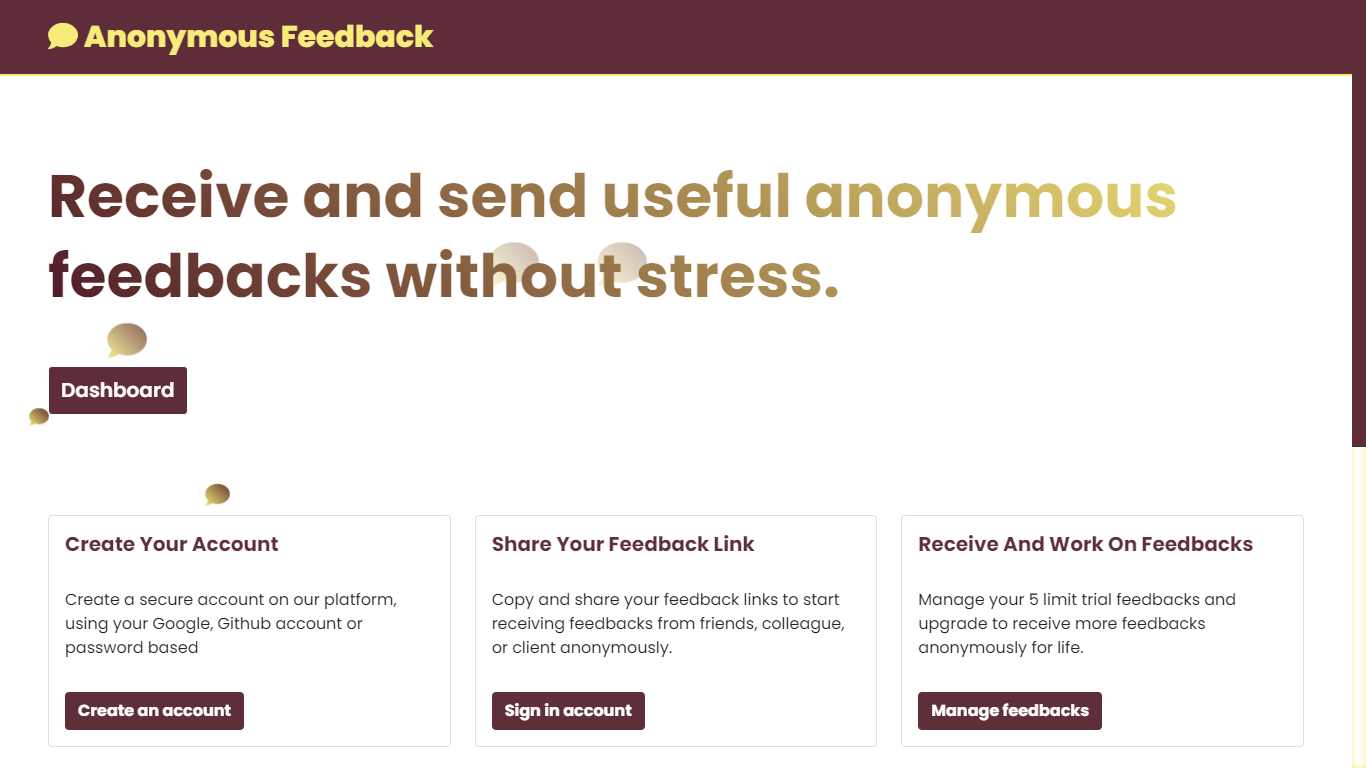 Anonymous Feedback
Receive and send useful anonymous
feedbacks without stress.
Dashboard
Create Your Account
Create a secure account on our platform,
using your Google, Github account or
password based
Create an account
Share Your Feedback Link
Copy and share your feedback links to start
receiving feedbacks from friends, colleague,
or client anonymously.
Sign in account
Receive And Work On Feedbacks
Manage your 5 limit trial feedbacks and
upgrade to receive more feedbacks
anonymously for life.
Manage feedbacks